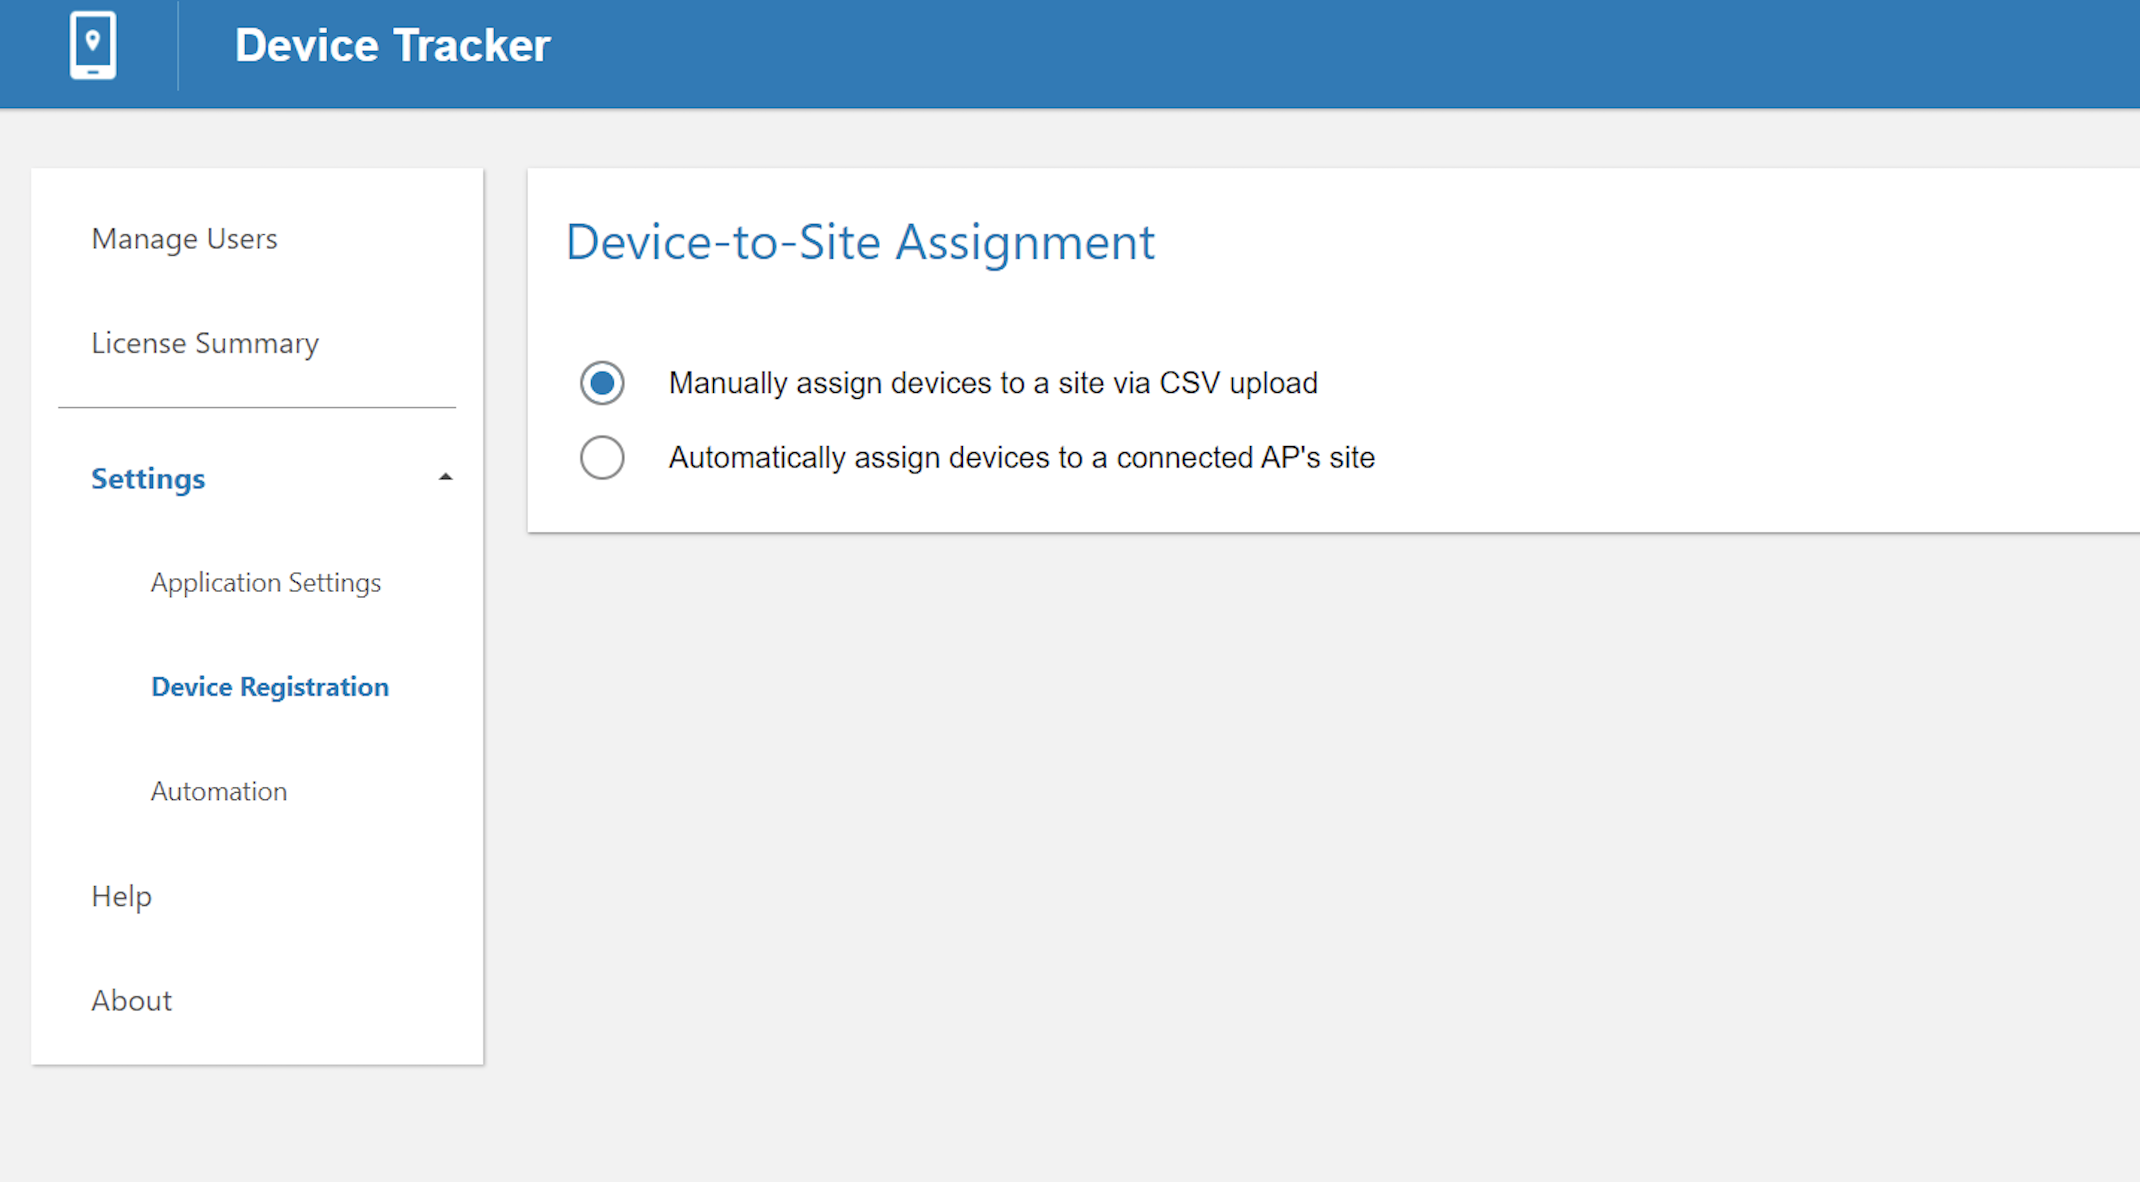 Device Tracker
Manage Users
License Summary
Settings
Application Settings
Device Registration
Automation
Help
About
Device-to-Site Assignment
Manually assign devices to a site via CSV upload
Automatically assign devices to a connected AP's site